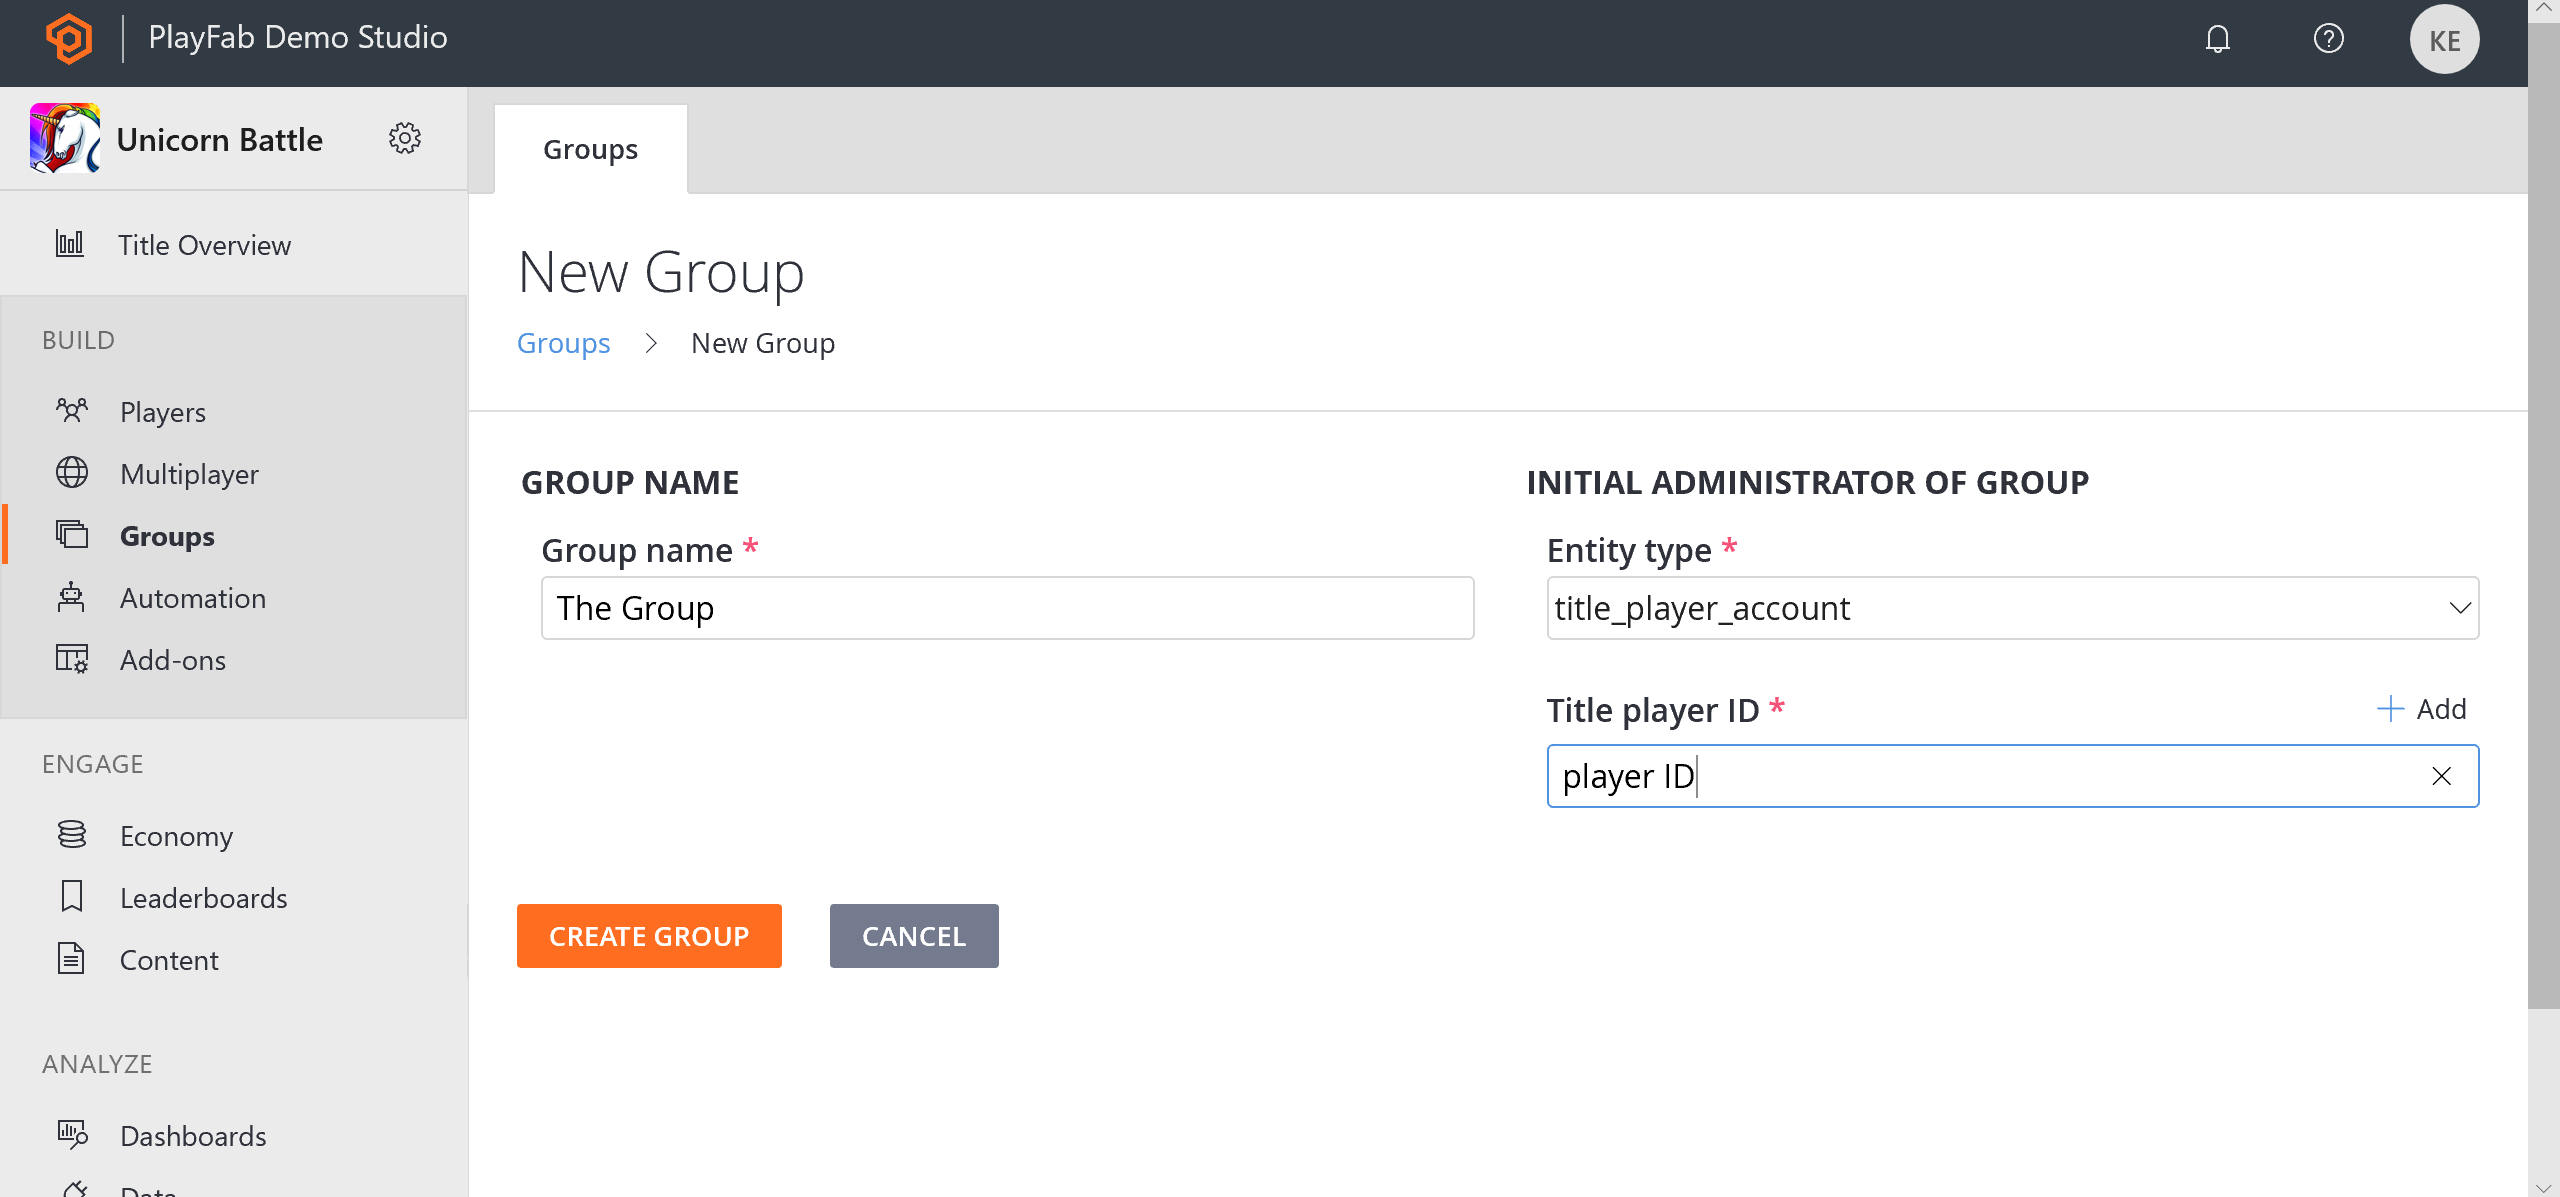 PlayFab Demo Studio
KE
Unicorn Battle
Title Overview
BUILD
Players
Multiplayer
Groups
Automation
Add-ons
ENGAGE
Economy
Leaderboards
Content
ANALYZE
Dashboards
Data
Groups
New Group
Groups > New Group
GROUP NAME
Group name *
The Group
INITIAL ADMINISTRATOR OF GROUP
Entity type *
title_player_account
Title player ID *
+ Add
player ID
CREATE GROUP
CANCEL